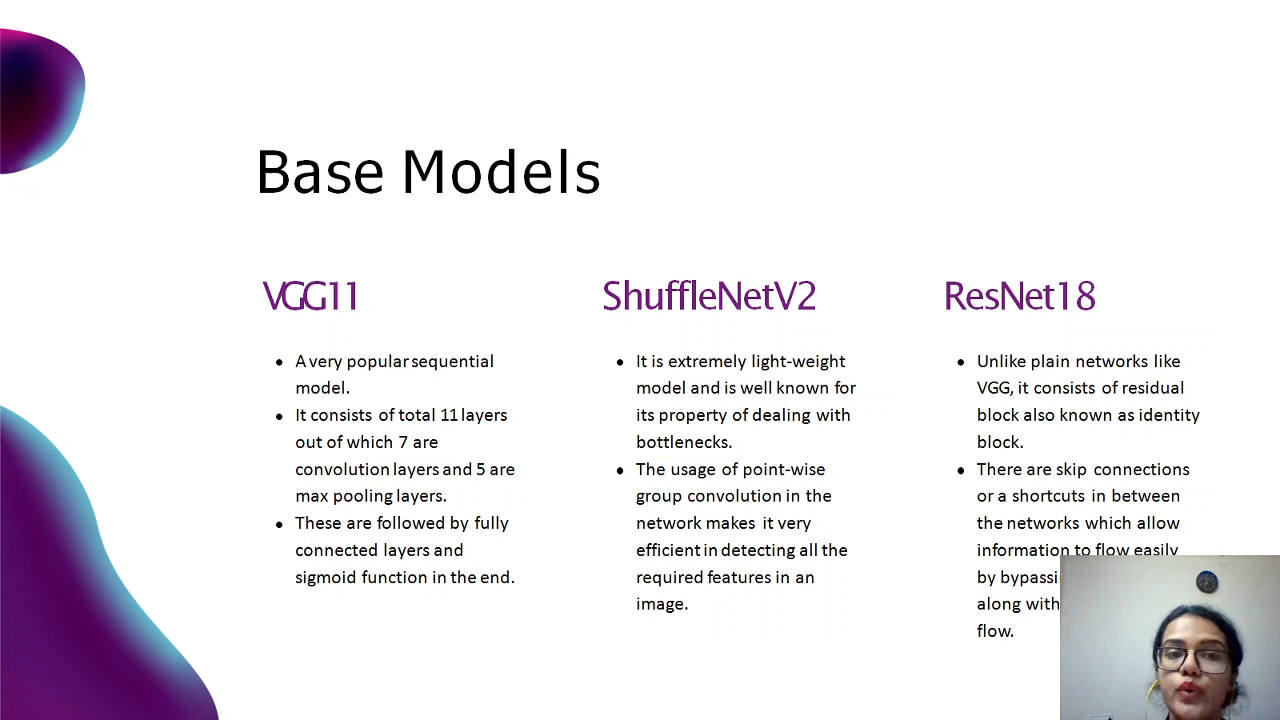 Base Models
VGG11
A very popular sequential
model.
It consists of total 11 layers
out of which 7 are
convolution layers and 5 are
max pooling layers.
These are followed by fully
connected layers and
sigmoid function in the end.
ShuffleNetV2
It is extremely light-weight
model and is well known for
its property of dealing with
bottlenecks.
The usage of point-wise
group convolution in the
network makes it very
efficient in detecting all the
required features in an
image.
ResNet18
Unlike plain networks like
VGG, it consists of residual
block also known as identity
block.
There are skip connections
or a shortcuts in between
the networks which allow
information to flow easily
by
along with
flow.